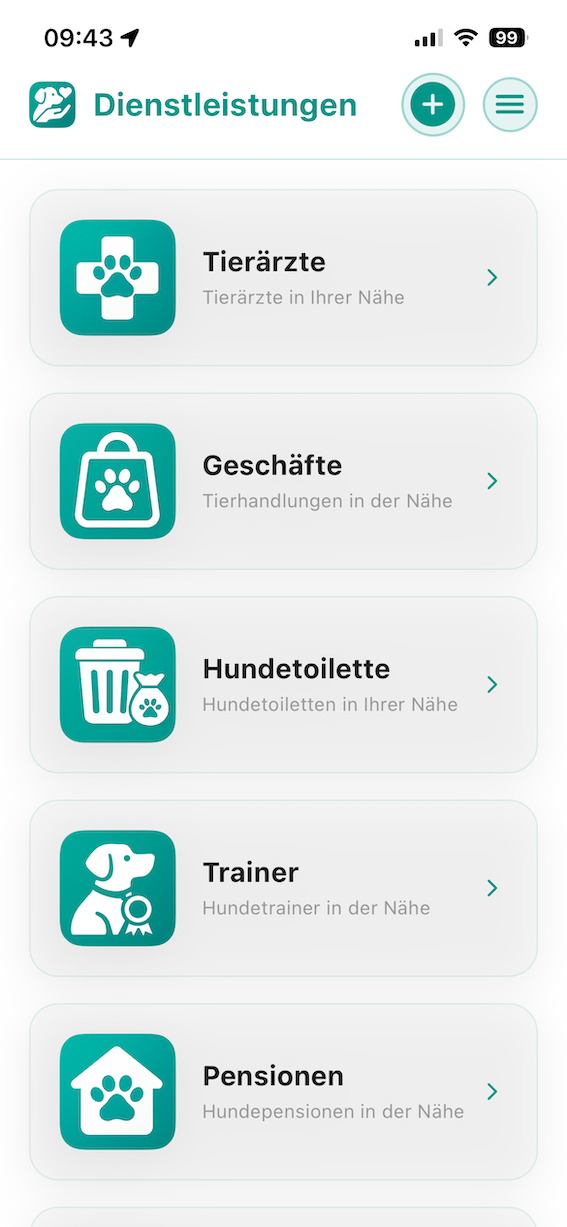 09:43
99
Dienstleistungen
Tierärzte
Tierärzte in Ihrer Nähe
Geschäfte
Tierhandlungen in der Nähe
Hundetoilette
Hundetoiletten in Ihrer Nähe
Trainer
Hundetrainer in der Nähe
Pensionen
Hundepensionen in der Nähe